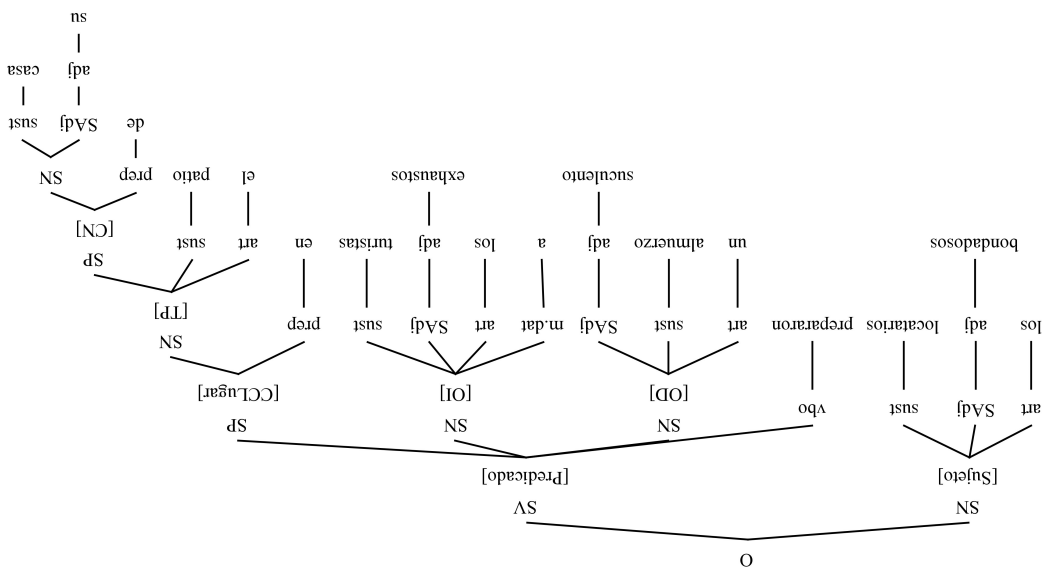 O
SN SV
[Sujeto] [Predicado]
SN SN SP
art SAdj sust vbo
[OD] [OI] [CCLugar]
SN
los adj locatarios prepararon art sust SAdj m.dat art SAdj sust prep
[TP]
SP
bondadosos un almuerzo adj a los adj turistas en art sust
[CN]
suculento exhaustos el patio prep SN
de SAdj sust
adj casa
su